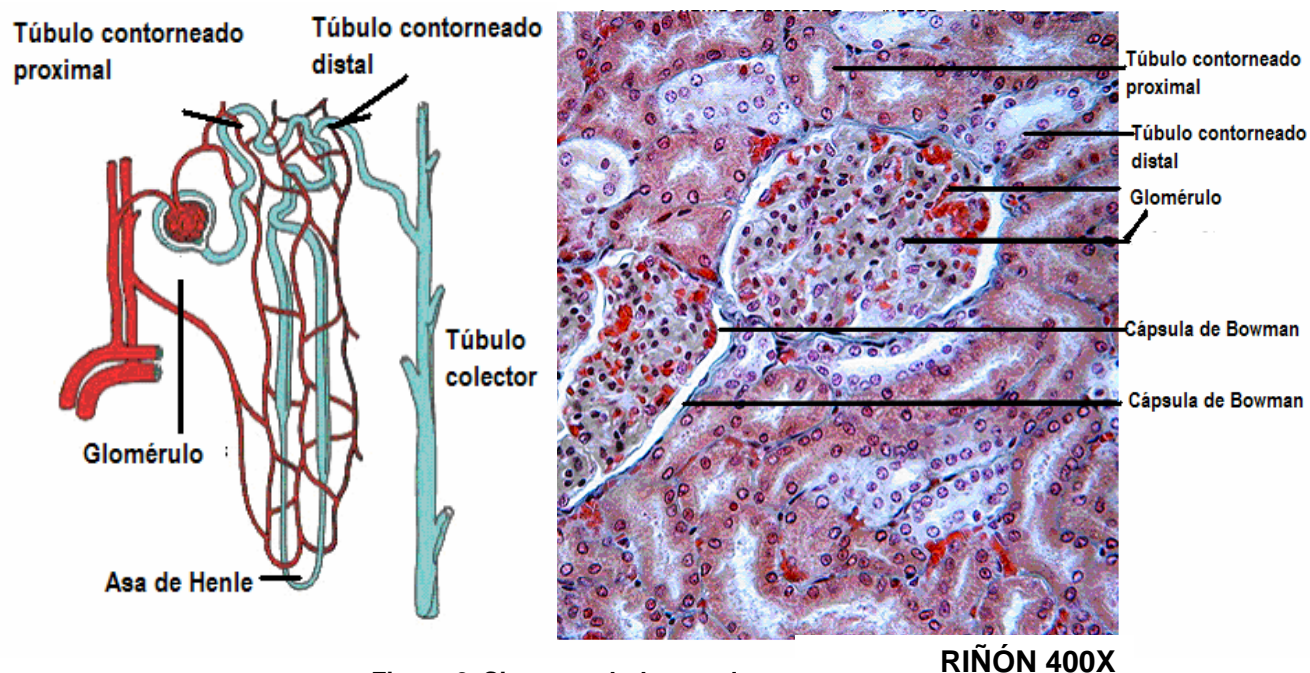 Túbulo contorneado
proximal
Túbulo contorneado
distal
Túbulo
colector
Glomérulo
Asa de Henle
Túbulo contorneado
proximal
Túbulo contorneado
distal
Glomérulo
Cápsula de Bowman
Cápsula de Bowman
RIÑÓN 400X